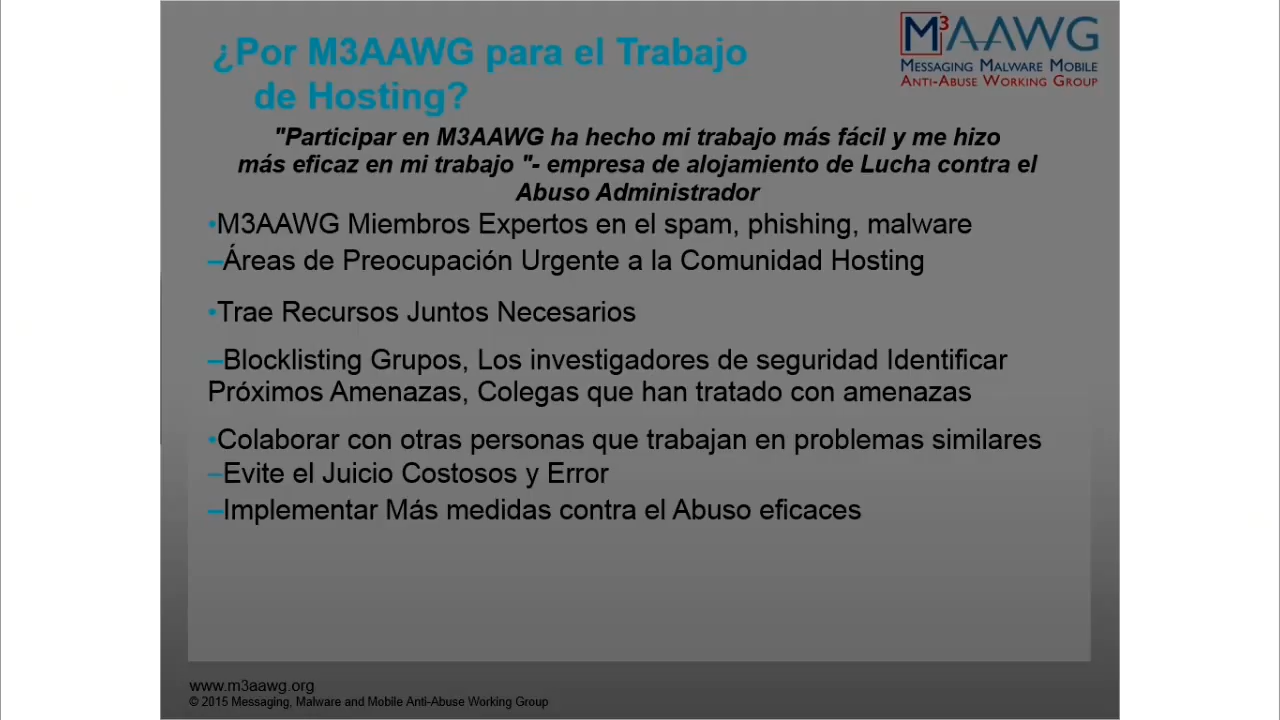 ¿Por M3AAWG para el Trabajo
de Hosting?
M3AAWG
MESSAGING MALWARE MOBILE
ANTI-ABUSE WORKING GROUP
"Participar en M3AAWG ha hecho mi trabajo más fácil y me hizo
más eficaz en mi trabajo "- empresa de alojamiento de Lucha contra el
Abuso Administrador
•M3AAWG Miembros Expertos en el spam, phishing, malware
–Áreas de Preocupación Urgente a la Comunidad Hosting
•Trae Recursos Juntos Necesarios
–Blocklisting Grupos, Los investigadores de seguridad Identificar
Próximos Amenazas, Colegas que han tratado con amenazas
•Colaborar con otras personas que trabajan en problemas similares
–Evite el Juicio Costosos y Error
–Implementar Más medidas contra el Abuso eficaces
www.m3aawg.org
© 2015 Messaging, Malware and Mobile Anti-Abuse Working Group